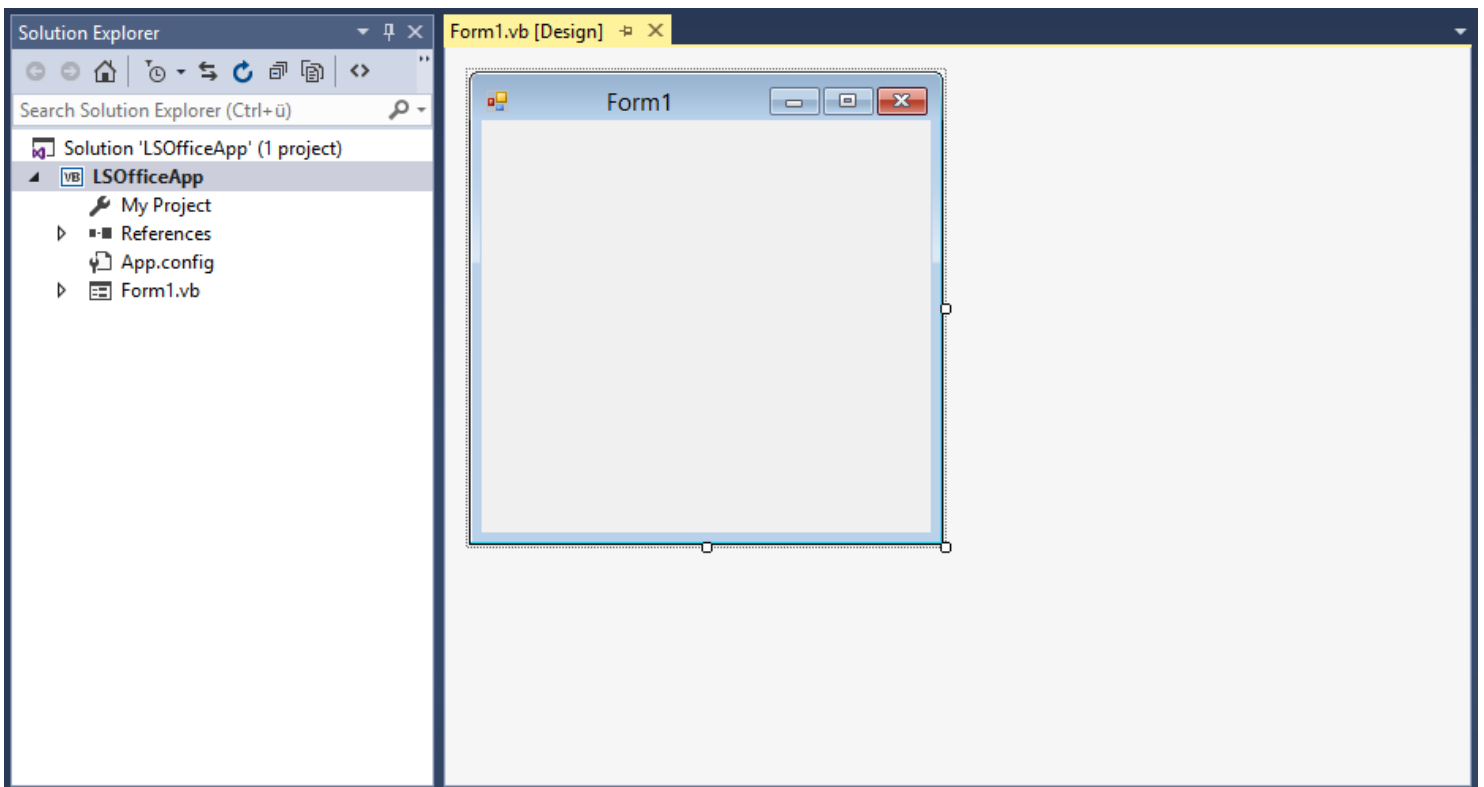 Solution Explorer
Form1.vb [Design]
Search Solution Explorer (Ctrl+ü)
Solution 'LSOfficeApp' (1 project)
VB LSOfficeApp
My Project
References
App.config
Form1.vb
Form1